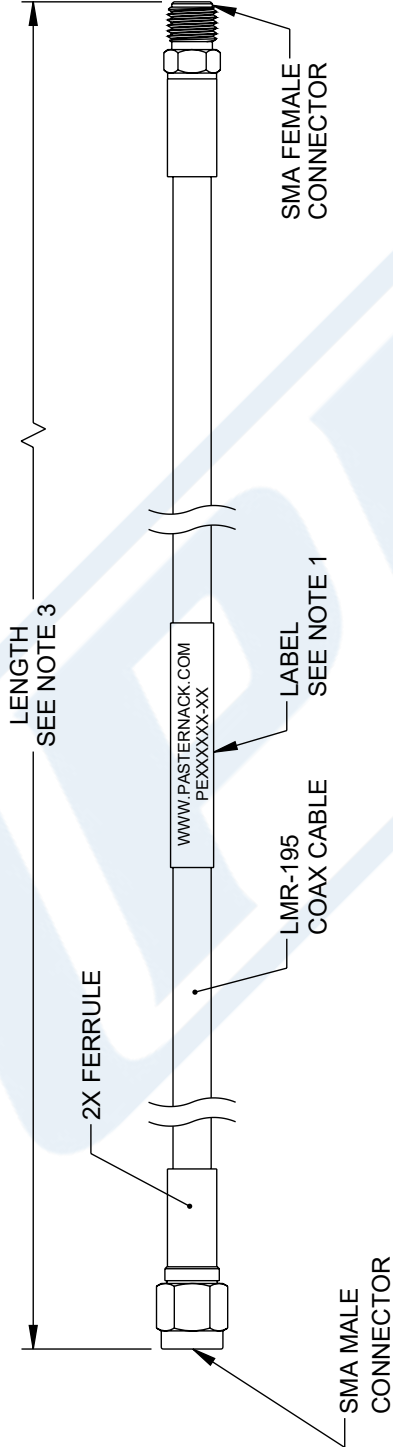 LENGTH
SEE NOTE 3
2X FERRULE
WWW.PASTERNACK.COM
PEXXXXXX-XX
LABEL
SEE NOTE 1
LMR-195
COAX CABLE
SMA MALE
CONNECTOR
SMA FEMALE
CONNECTOR